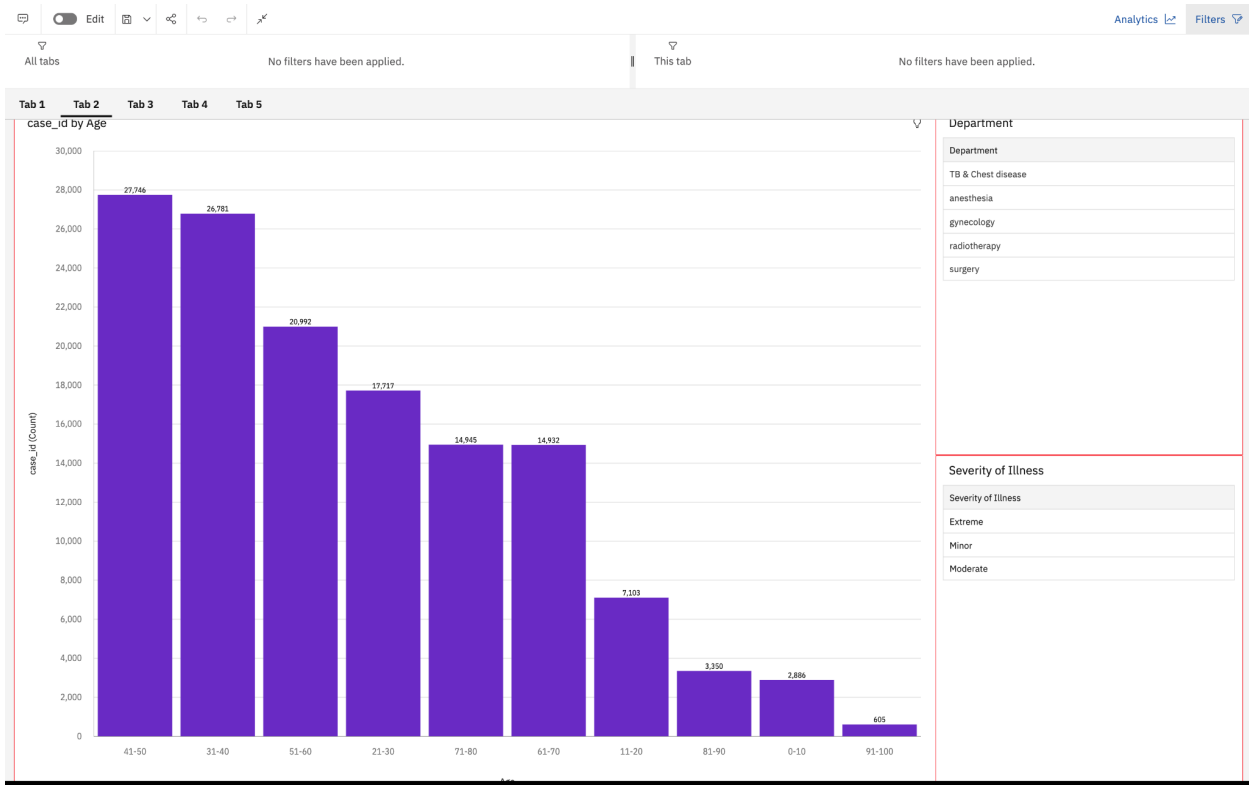 Edit
Analytics
Filters
All tabs
No filters have been applied.
This tab
No filters have been applied.
Tab 1 Tab 2 Tab 3 Tab 4 Tab 5
case_id by Age
30,000
28,000
26,000
24,000
22,000
20,000
18,000
16,000
14,000
12,000
10,000
8,000
6,000
4,000
2,000
0
case_id (Count)
27,746
26,781
20,992
17,717
14,945
14,932
7,103
3,350
2,886
605
41-50 31-40 51-60 21-30 71-80 61-70 11-20 81-90 0-10 91-100
Age
Department
Department
TB & Chest disease
anesthesia
gynecology
radiotherapy
surgery
Severity of Illness
Severity of Illness
Extreme
Minor
Moderate